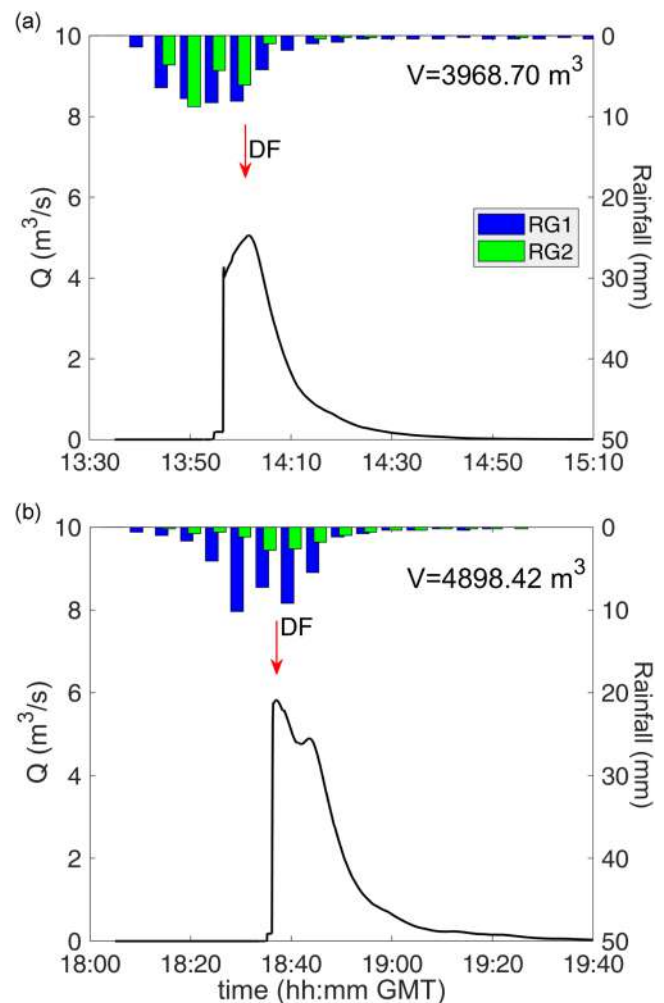 (a)
10
8
6
4
2
0
Q (m³/s)
0
10
20
30
40
50
Rainfall (mm)
V=3968.70 m³
DF
RG1
RG2
13:30 13:50 14:10 14:30 14:50 15:10
(b)
10
8
6
4
2
0
Q (m³/s)
0
10
20
30
40
50
Rainfall (mm)
V=4898.42 m³
DF
18:00 18:20 18:40 19:00 19:20 19:40
time (hh:mm GMT)